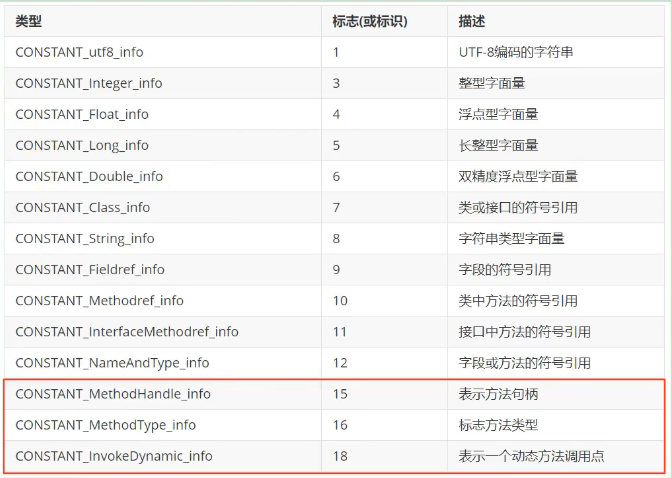 类型 标志(或标识) 描述
CONSTANT_utf8_info 1 UTF-8编码的字符串
CONSTANT_Integer_info 3 整型字面量
CONSTANT_Float_info 4 浮点型字面量
CONSTANT_Long_info 5 长整型字面量
CONSTANT_Double_info 6 双精度浮点型字面量
CONSTANT_Class_info 7 类或接口的符号引用
CONSTANT_String_info 8 字符串类型字面量
CONSTANT_Fieldref_info 9 字段的符号引用
CONSTANT_Methodref_info 10 类中方法的符号引用
CONSTANT_InterfaceMethodref_info 11 接口中方法的符号引用
CONSTANT_NameAndType_info 12 字段或方法的符号引用
CONSTANT_MethodHandle_info 15 表示方法句柄
CONSTANT_MethodType_info 16 标志方法类型
CONSTANT_InvokeDynamic_info 18 表示一个动态方法调用点